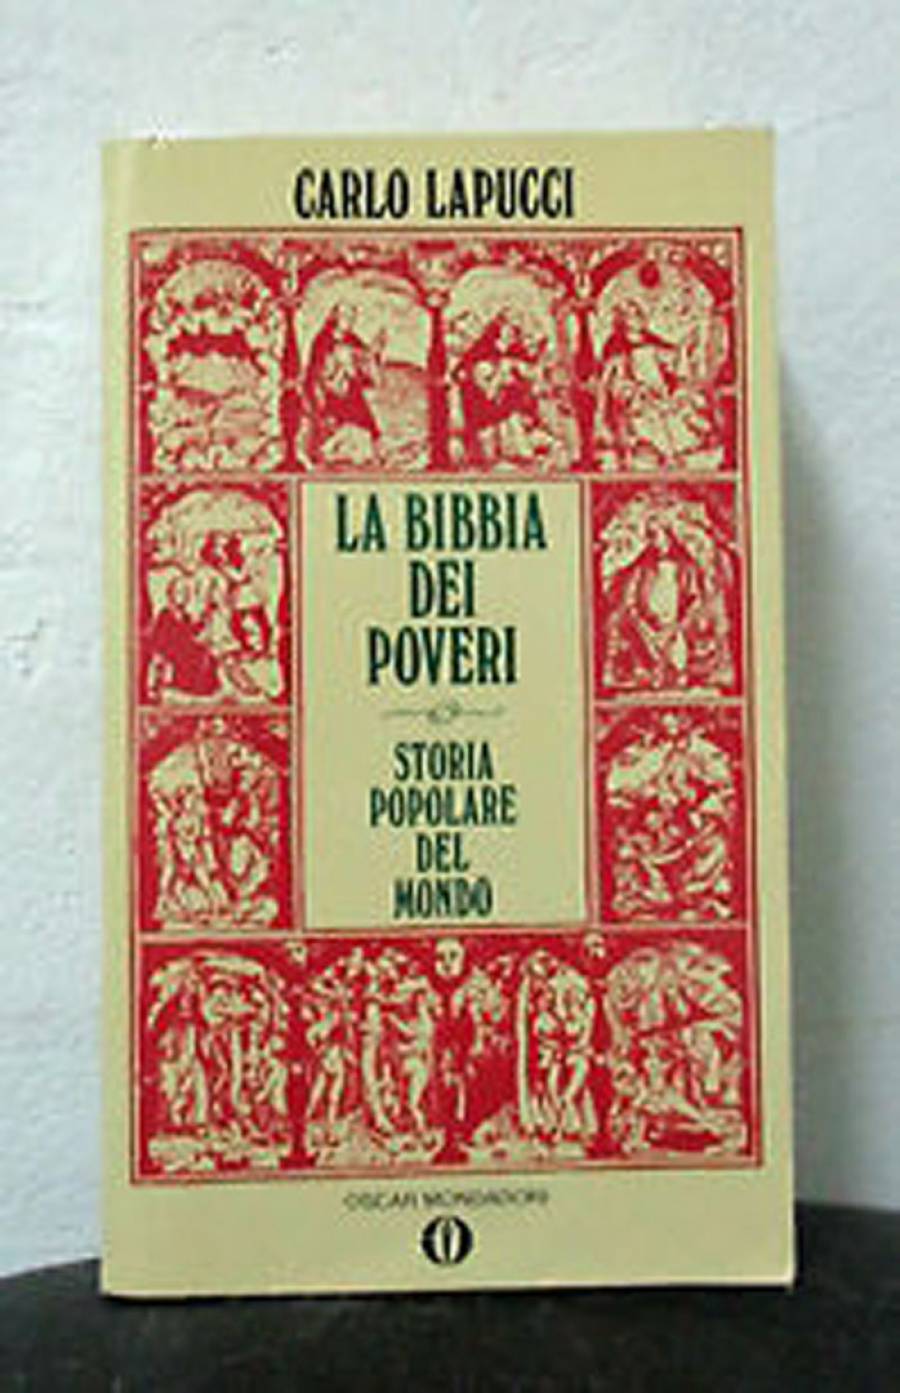 CARLO LAPUCCI
LA BIBBIA
DEI
POVERI
STORIA
POPOLARE
DEL
MONDO
OSCAR MONDADORI